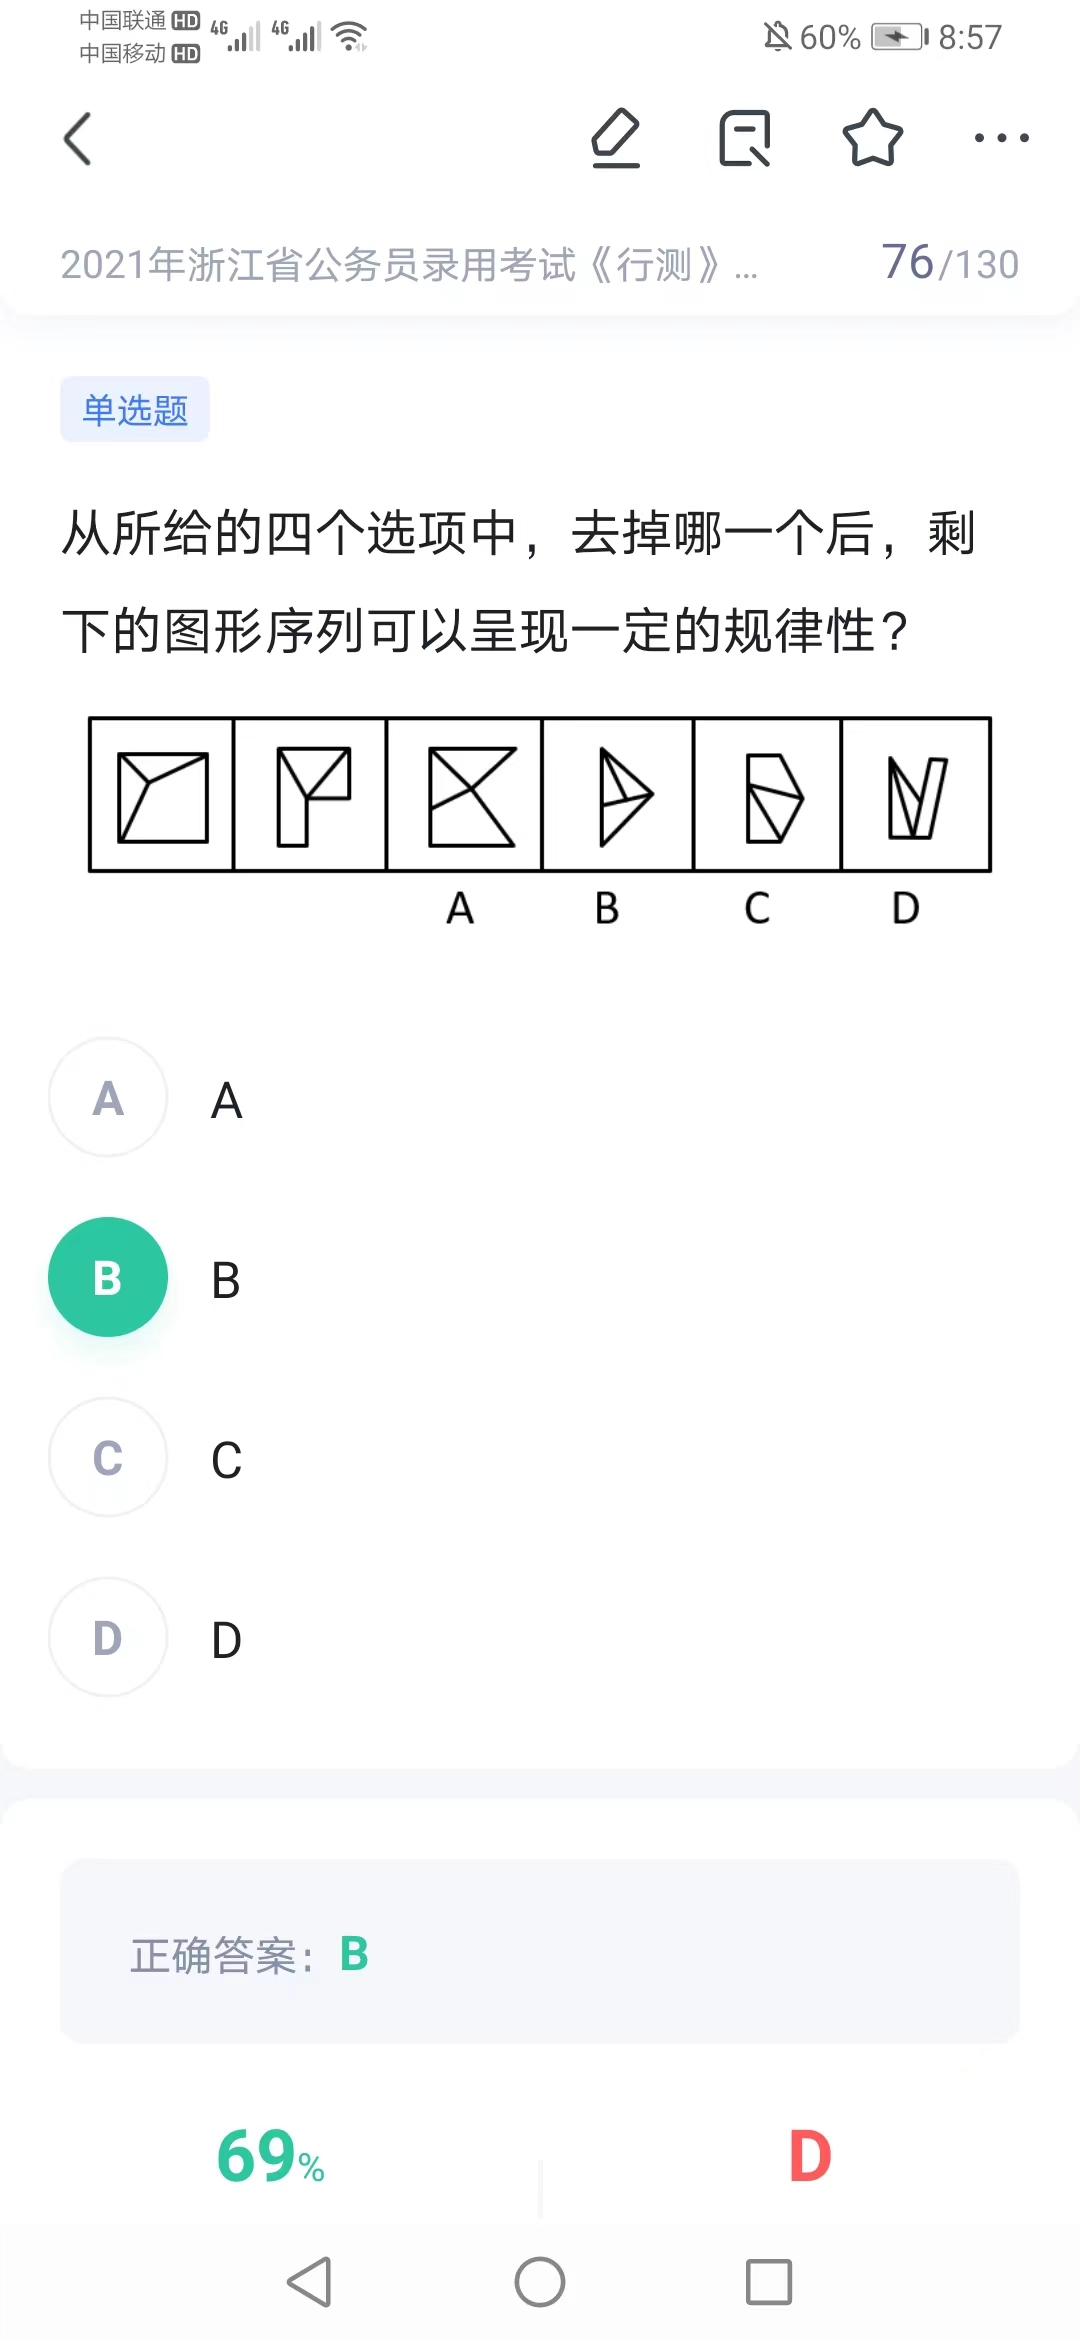 中国联通 HD 4G 4G 60% 8:57
中国移动 HD
2021年浙江省公务员录用考试《行测》... 76/130
单选题
从所给的四个选项中，去掉哪一个后，剩
下的图形序列可以呈现一定的规律性？
A B C D
A A
B B
C C
D D
正确答案：B
69% D